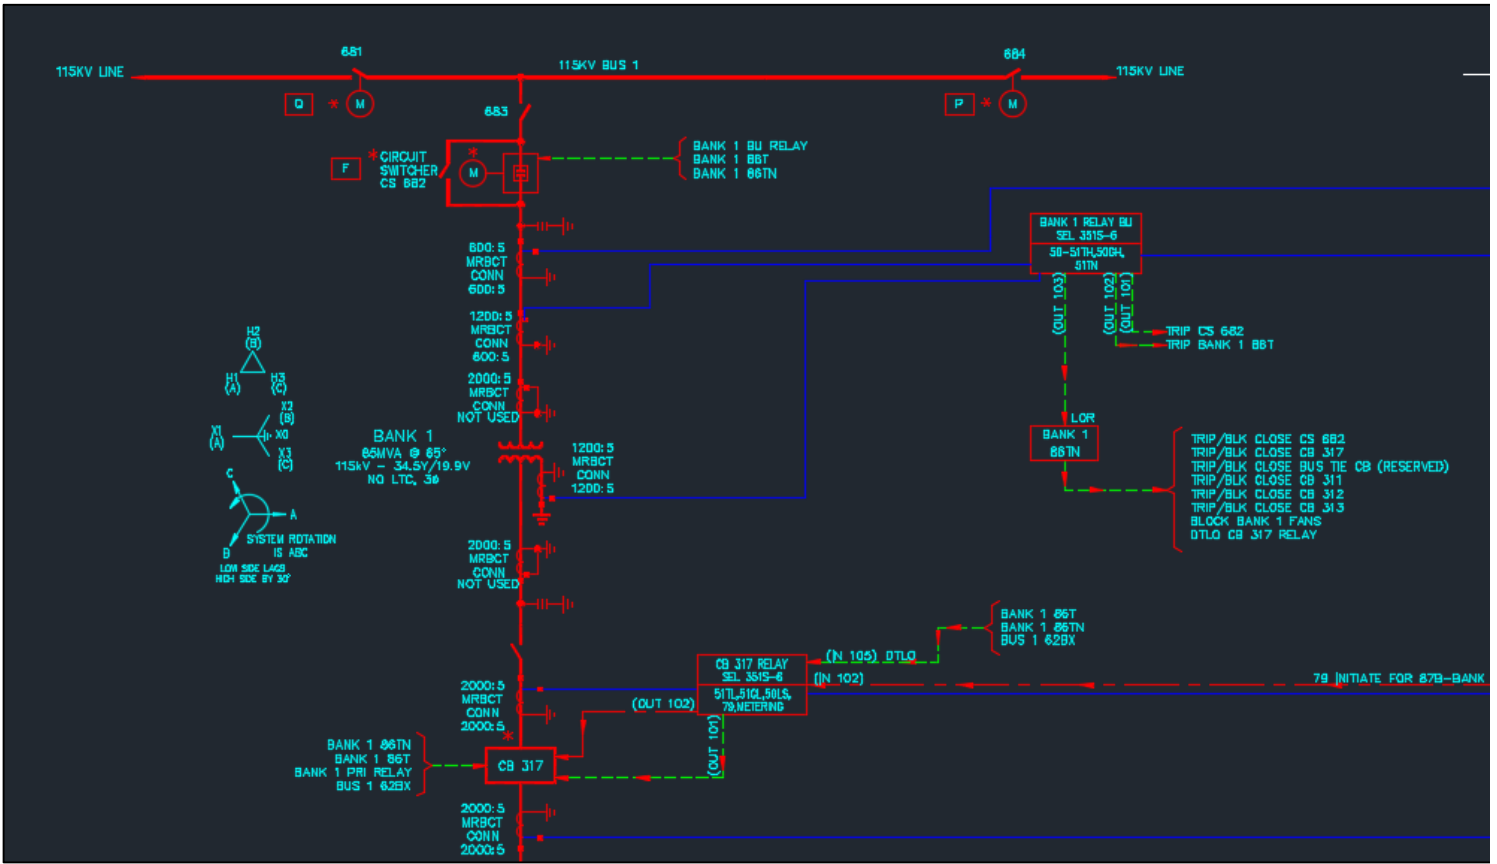 681
684
115KV LINE
115KV BUS 1
115KV LINE
Q * M
P * M
683
F
* CIRCUIT
SWITCHER
CS 682
*
M
BANK 1 BU RELAY
BANK 1 86T
BANK 1 86TN
600:5
MRBCT
CONN
600:5
BANK 1 RELAY BU
SEL 351S-6
50-51TH,50GH,
51TN
(OUT 103)
(OUT 102)
(OUT 101)
TRIP CS 682
TRIP BANK 1 86T
1200:5
MRBCT
CONN
600:5
H2
(B)
H1
(A)
H3
(C)
2000:5
MRBCT
CONN
NOT USED
X2
(B)
X1
(A)
X0
X3
(C)
BANK 1
115kV - 34.5Y/19.9V
NO LTC, 3ø
1200:5
MRBCT
CONN
1200:5
LOR
BANK 1
86TN
TRIP/BLK CLOSE CS 682
TRIP/BLK CLOSE CB 317
TRIP/BLK CLOSE BUS TIE CB (RESERVED)
TRIP/BLK CLOSE CB 311
TRIP/BLK CLOSE CB 312
TRIP/BLK CLOSE CB 313
BLOCK BANK 1 FANS
DTLO CB 317 RELAY
C
A
B
SYSTEM ROTATION
IS ABC
LOW SIDE LAGS
HIGH SIDE BY 30°
2000:5
MRBCT
CONN
NOT USED
BANK 1 86T
BANK 1 86TN
BUS 1 62BX
(IN 105) DTLO
CB 317 RELAY
SEL 351S-6
51TL,51GL,50LS,
79,METERING
(IN 102)
79 INITIATE FOR 87B-BANK
2000:5
MRBCT
CONN
2000:5
*
(OUT 102)
(OUT 101)
BANK 1 86TN
BANK 1 86T
BANK 1 PRI RELAY
BUS 1 62BX
CB 317
2000:5
MRBCT
CONN
2000:5